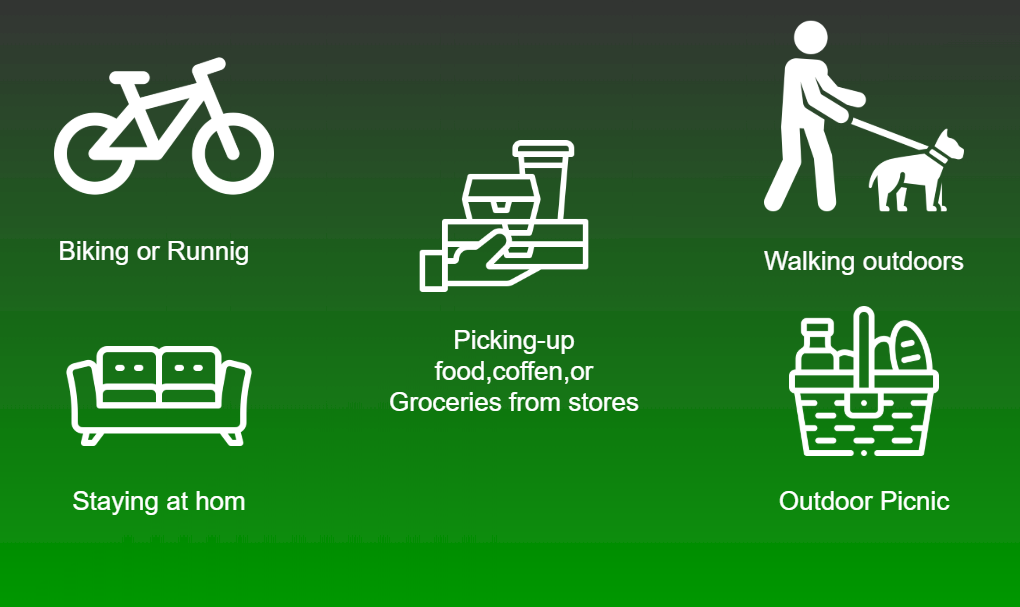 Biking or Runnig
Walking outdoors
Picking-up
food,coffen,or
Groceries from stores
Staying at hom
Outdoor Picnic